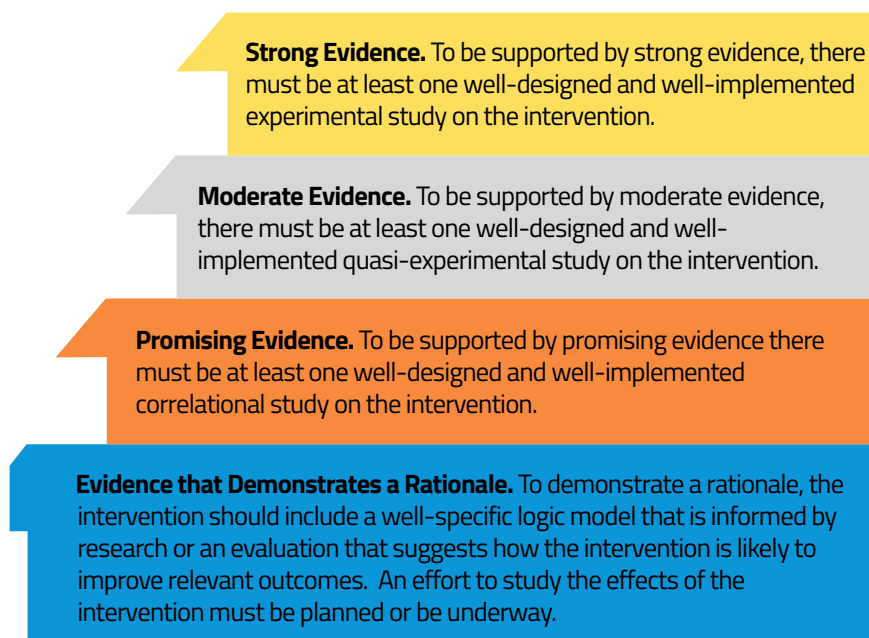 Strong Evidence. To be supported by strong evidence, there
must be at least one well-designed and well-implemented
experimental study on the intervention.
Moderate Evidence. To be supported by moderate evidence,
there must be at least one well-designed and well-
implemented quasi-experimental study on the intervention.
Promising Evidence. To be supported by promising evidence there
must be at least one well-designed and well-implemented
correlational study on the intervention.
Evidence that Demonstrates a Rationale. To demonstrate a rationale, the
intervention should include a well-specific logic model that is informed by
research or an evaluation that suggests how the intervention is likely to
improve relevant outcomes.  An effort to study the effects of the
intervention must be planned or be underway.